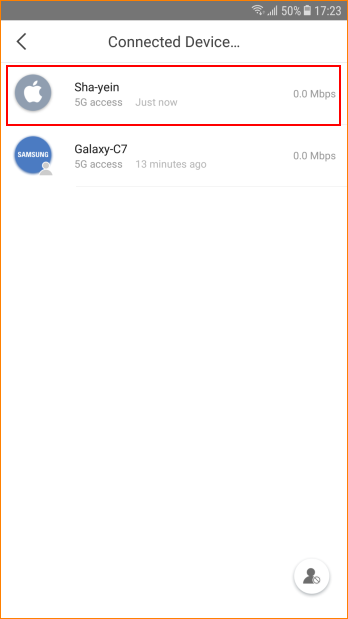 50% 17:23
Connected Device...
Sha-yein
5G access Just now
0.0 Mbps
SAMSUNG
Galaxy-C7
5G access 13 minutes ago
0.0 Mbps